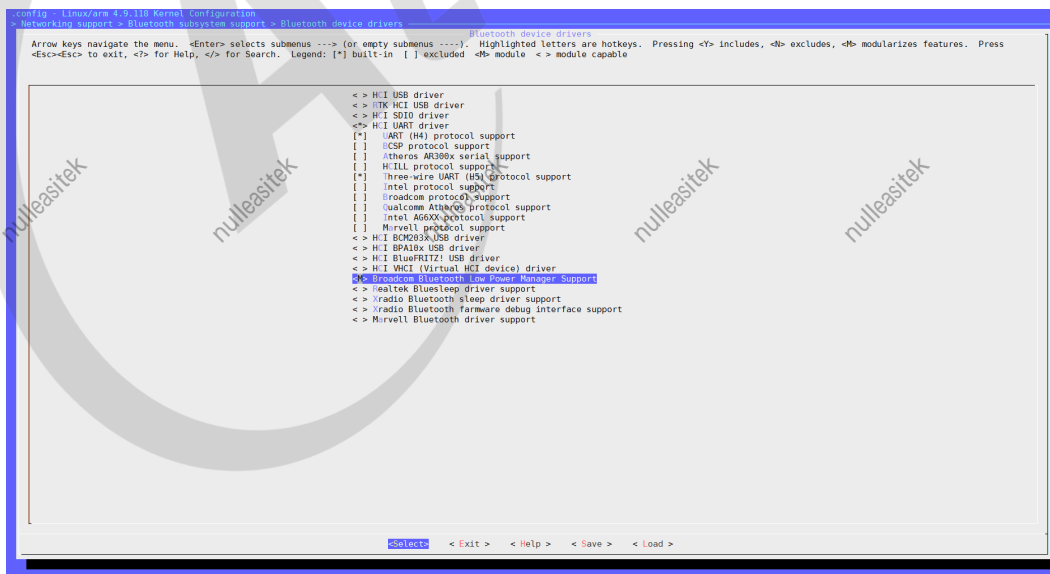 .config - Linux/arm 4.9.118 Kernel Configuration
> Networking support > Bluetooth subsystem support > Bluetooth device drivers
Bluetooth device drivers
Arrow keys navigate the menu. <Enter> selects submenus ---> (or empty submenus ----). Highlighted letters are hotkeys. Pressing <Y> includes, <N> excludes, <M> modularizes features. Press
<Esc><Esc> to exit, <?> for Help, </> for Search. Legend: [*] built-in [ ] excluded <M> module < > module capable
< > HCI USB driver
< > RTK HCI USB driver
< > HCI SDIO driver
<*> HCI UART driver
[*] UART (H4) protocol support
[ ] BCSP protocol support
[ ] Atheros AR300x serial support
[ ] HCILL protocol support
[*] Three-wire UART (H5) protocol support
[ ] Intel protocol support
[ ] Broadcom protocol support
[ ] Qualcomm Atheros protocol support
[ ] Intel AG6XX protocol support
[ ] Marvell protocol support
< > HCI BCM203x USB driver
< > HCI BPA10x USB driver
< > HCI BlueFRITZ! USB driver
< > HCI VHCI (Virtual HCI device) driver
<M> Broadcom Bluetooth Low Power Manager Support
< > Realtek Bluesleep driver support
< > Xradio Bluetooth sleep driver support
< > Xradio Bluetooth farmware debug interface support
< > Marvell Bluetooth driver support
nulleasitek
nulleasitek
nulleasitek
nulleasitek
nulleasitek
<Select> < Exit > < Help > < Save > < Load >